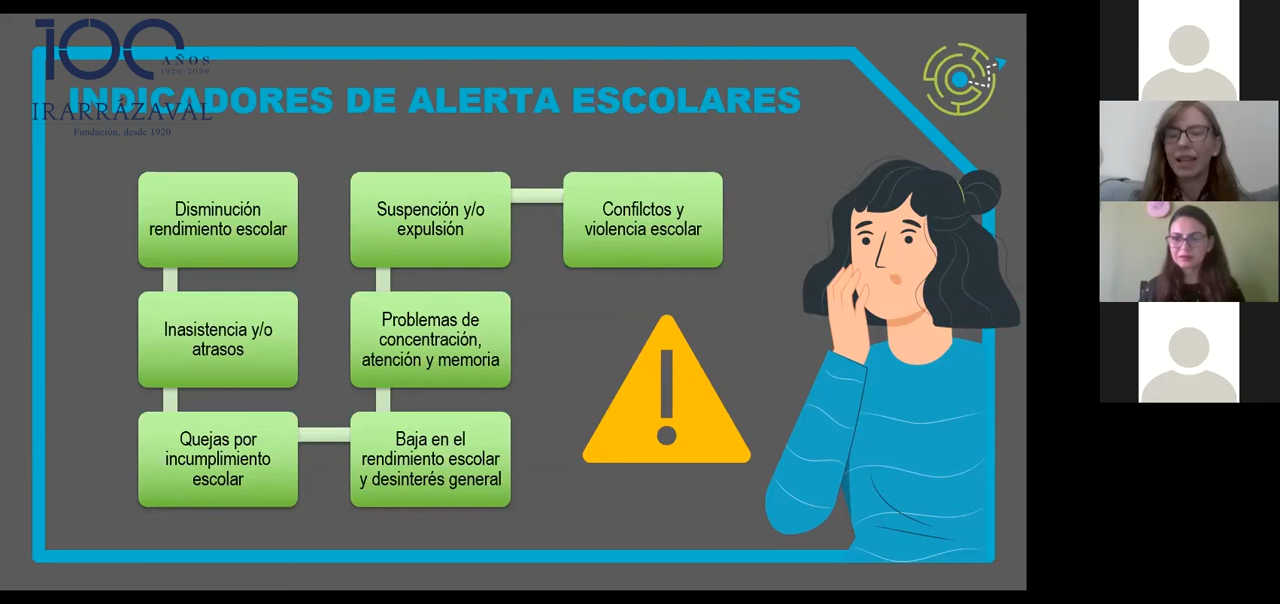 100
AÑOS
1920-2020
IRARRÁZAVAL
Fundación, desde 1920
INDICADORES DE ALERTA ESCOLARES
Disminución
rendimiento escolar
Inasistencia y/o
atrasos
Quejas por
incumplimiento
escolar
Baja en el
rendimiento escolar
y desinterés general
Problemas de
concentración,
atención y memoria
Suspención y/o
expulsión
Confilctos y
violencia escolar